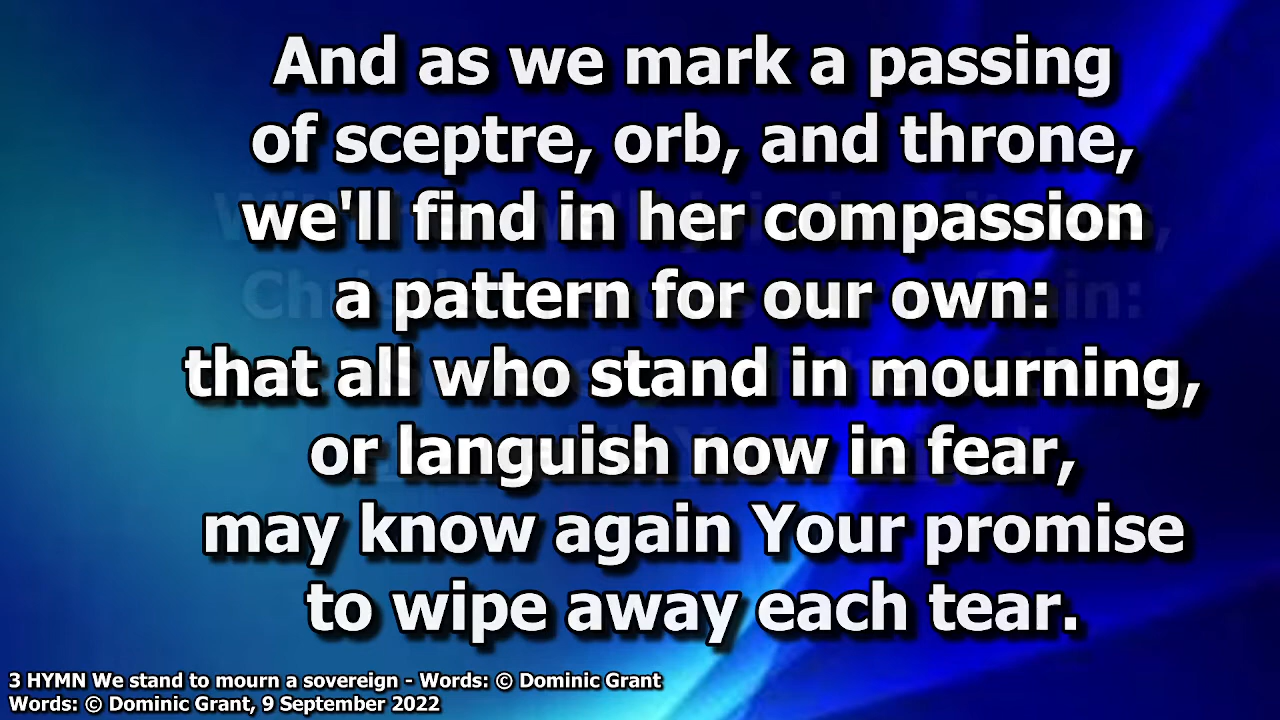 And as we mark a passing
of sceptre, orb, and throne,
we'll find in her compassion
a pattern for our own:
that all who stand in mourning,
or languish now in fear,
may know again Your promise
to wipe away each tear.
3 HYMN We stand to mourn a sovereign - Words: © Dominic Grant
Words: © Dominic Grant, 9 September 2022